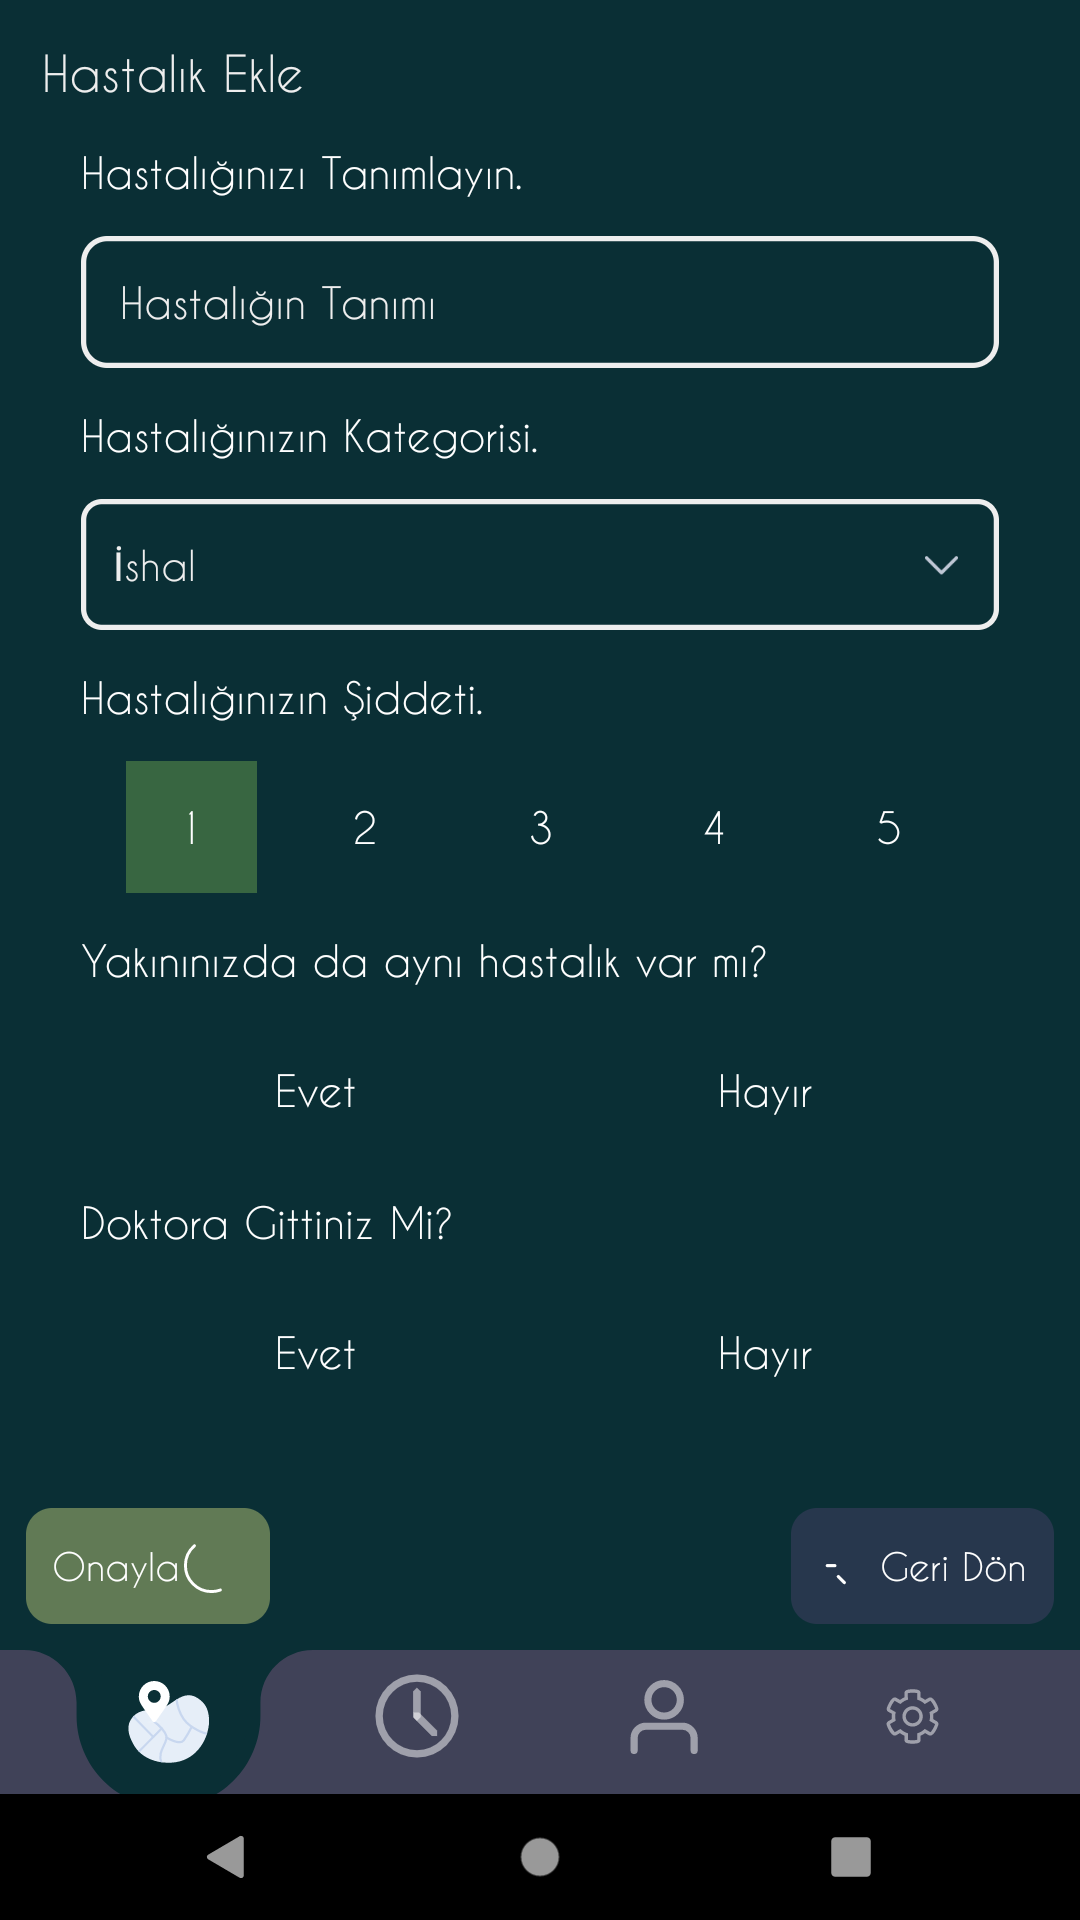 Hastalık Ekle
Hastalığınızı Tanımlayın.
Hastalığın Tanımı
Hastalığınızın Kategorisi.
İshal
Hastalığınızın Şiddeti.
1 2 3 4 5
Yakınınızda da aynı hastalık var mı?
Evet Hayır
Doktora Gittiniz Mi?
Evet Hayır
Onayla Geri Dön